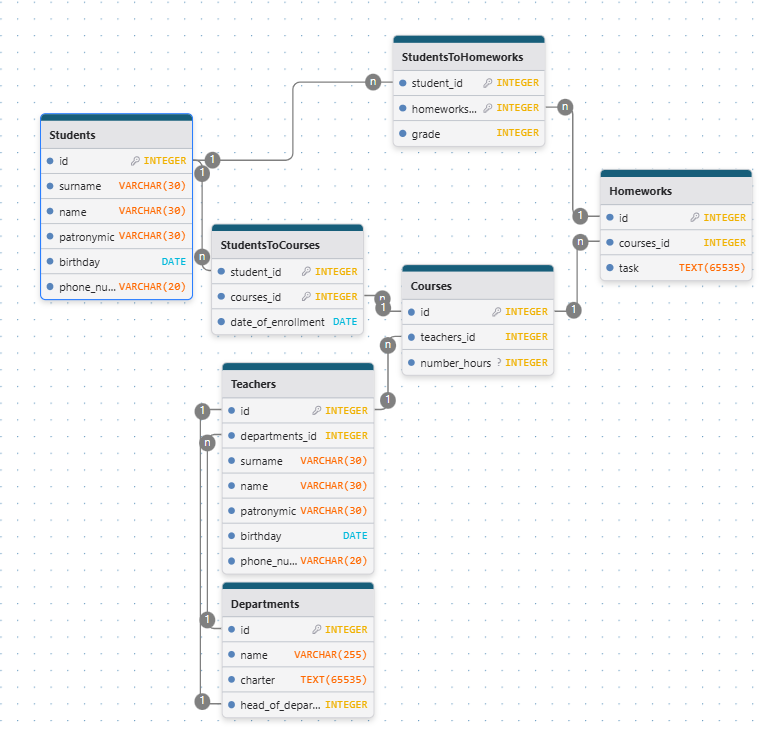 StudentsToHomeworks
student_id INTEGER
homeworks... INTEGER
grade INTEGER
n
n
Students
id INTEGER
surname VARCHAR(30)
name VARCHAR(30)
patronymic VARCHAR(30)
birthday DATE
phone_nu... VARCHAR(20)
1
1
n
Homeworks
id INTEGER
courses_id INTEGER
task TEXT(65535)
1
n
StudentsToCourses
student_id INTEGER
courses_id INTEGER
date_of_enrollment DATE
n
1
Courses
id INTEGER
teachers_id INTEGER
number_hours ? INTEGER
1
n
1
Teachers
id INTEGER
departments_id INTEGER
surname VARCHAR(30)
name VARCHAR(30)
patronymic VARCHAR(30)
birthday DATE
phone_nu... VARCHAR(20)
1
n
Departments
id INTEGER
name VARCHAR(255)
charter TEXT(65535)
head_of_depar... INTEGER
1
1